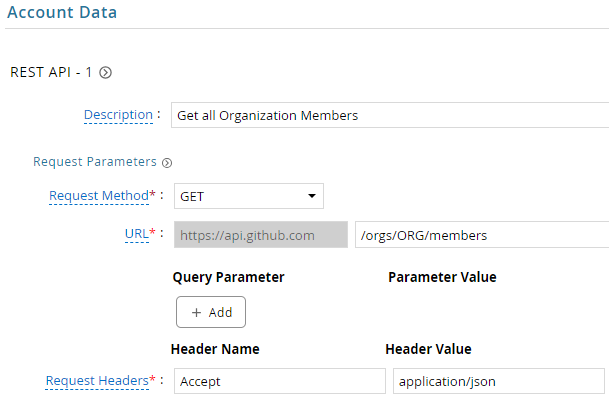 Account Data
REST API - 1
Description :
Get all Organization Members
Request Parameters
Request Method* :
GET
URL* :
https://api.github.com
/orgs/ORG/members
Query Parameter
Parameter Value
+ Add
Header Name
Header Value
Request Headers* :
Accept
application/json